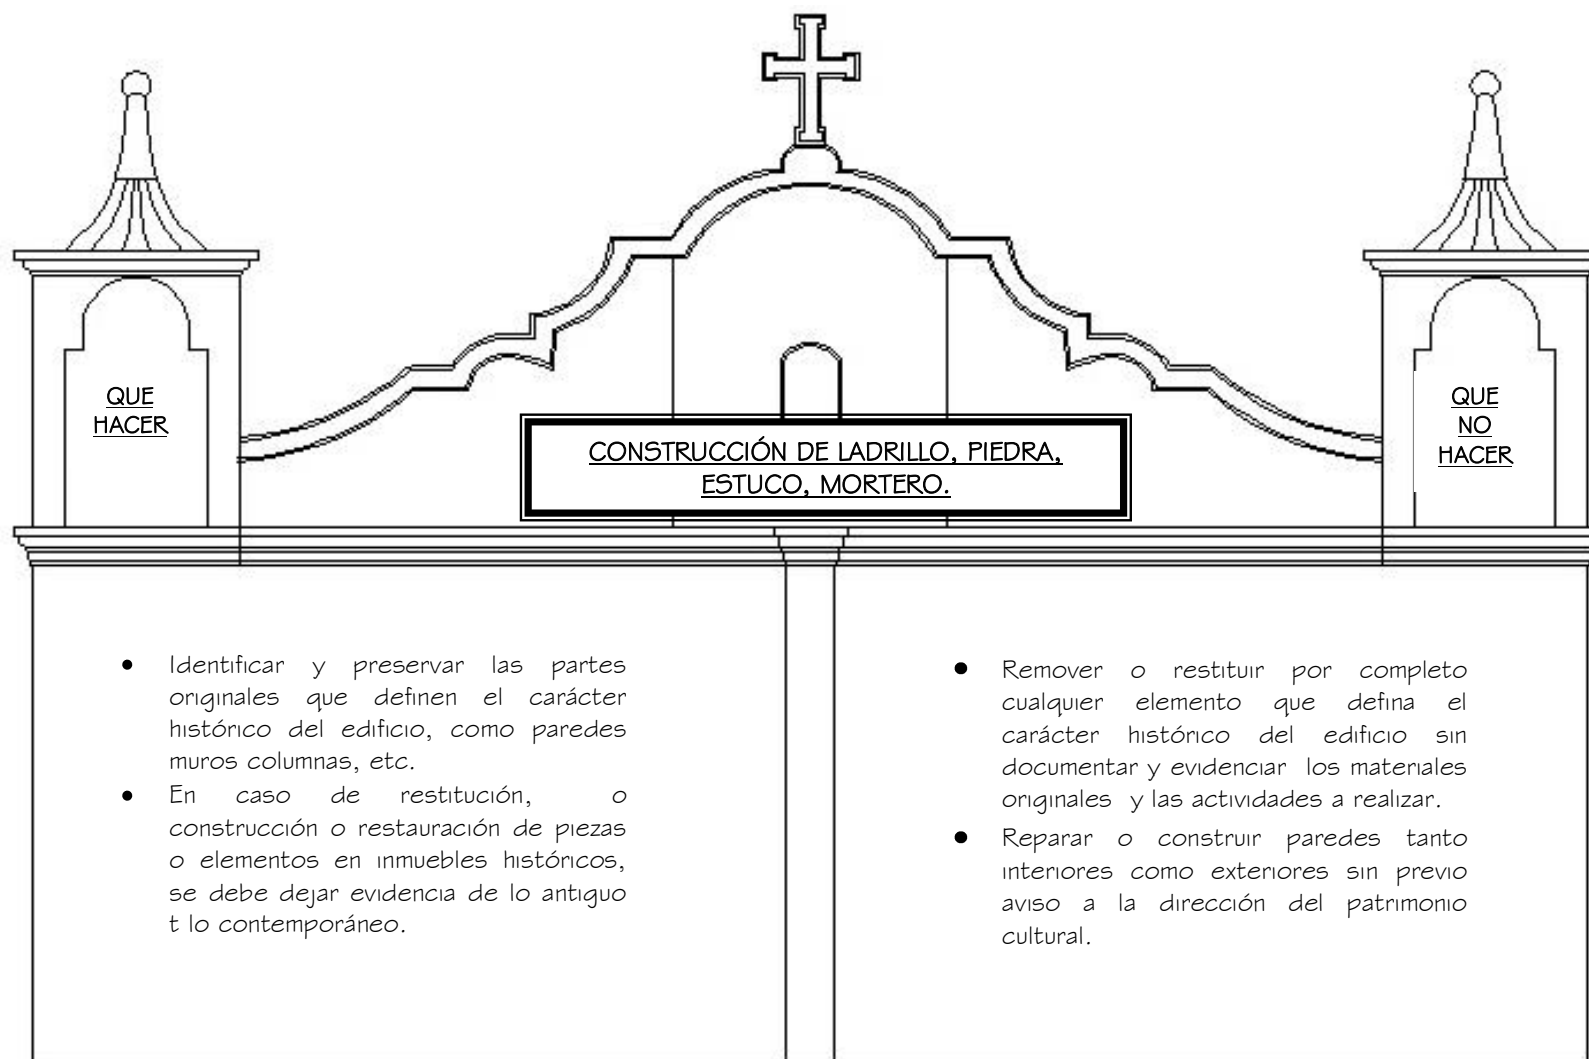 QUE
HACER
QUE
NO
HACER
CONSTRUCCIÓN DE LADRILLO, PIEDRA,
ESTUCO, MORTERO.
• Identificar y preservar las partes
originales que definen el carácter
histórico del edificio, como paredes
muros columnas, etc.
• En caso de restitución, o
construcción o restauración de piezas
o elementos en inmuebles históricos,
se debe dejar evidencia de lo antiguo
t lo contemporáneo.
• Remover o restituir por completo
cualquier elemento que defina el
carácter histórico del edificio sin
documentar y evidenciar los materiales
originales y las actividades a realizar.
• Reparar o construir paredes tanto
interiores como exteriores sin previo
aviso a la dirección del patrimonio
cultural.